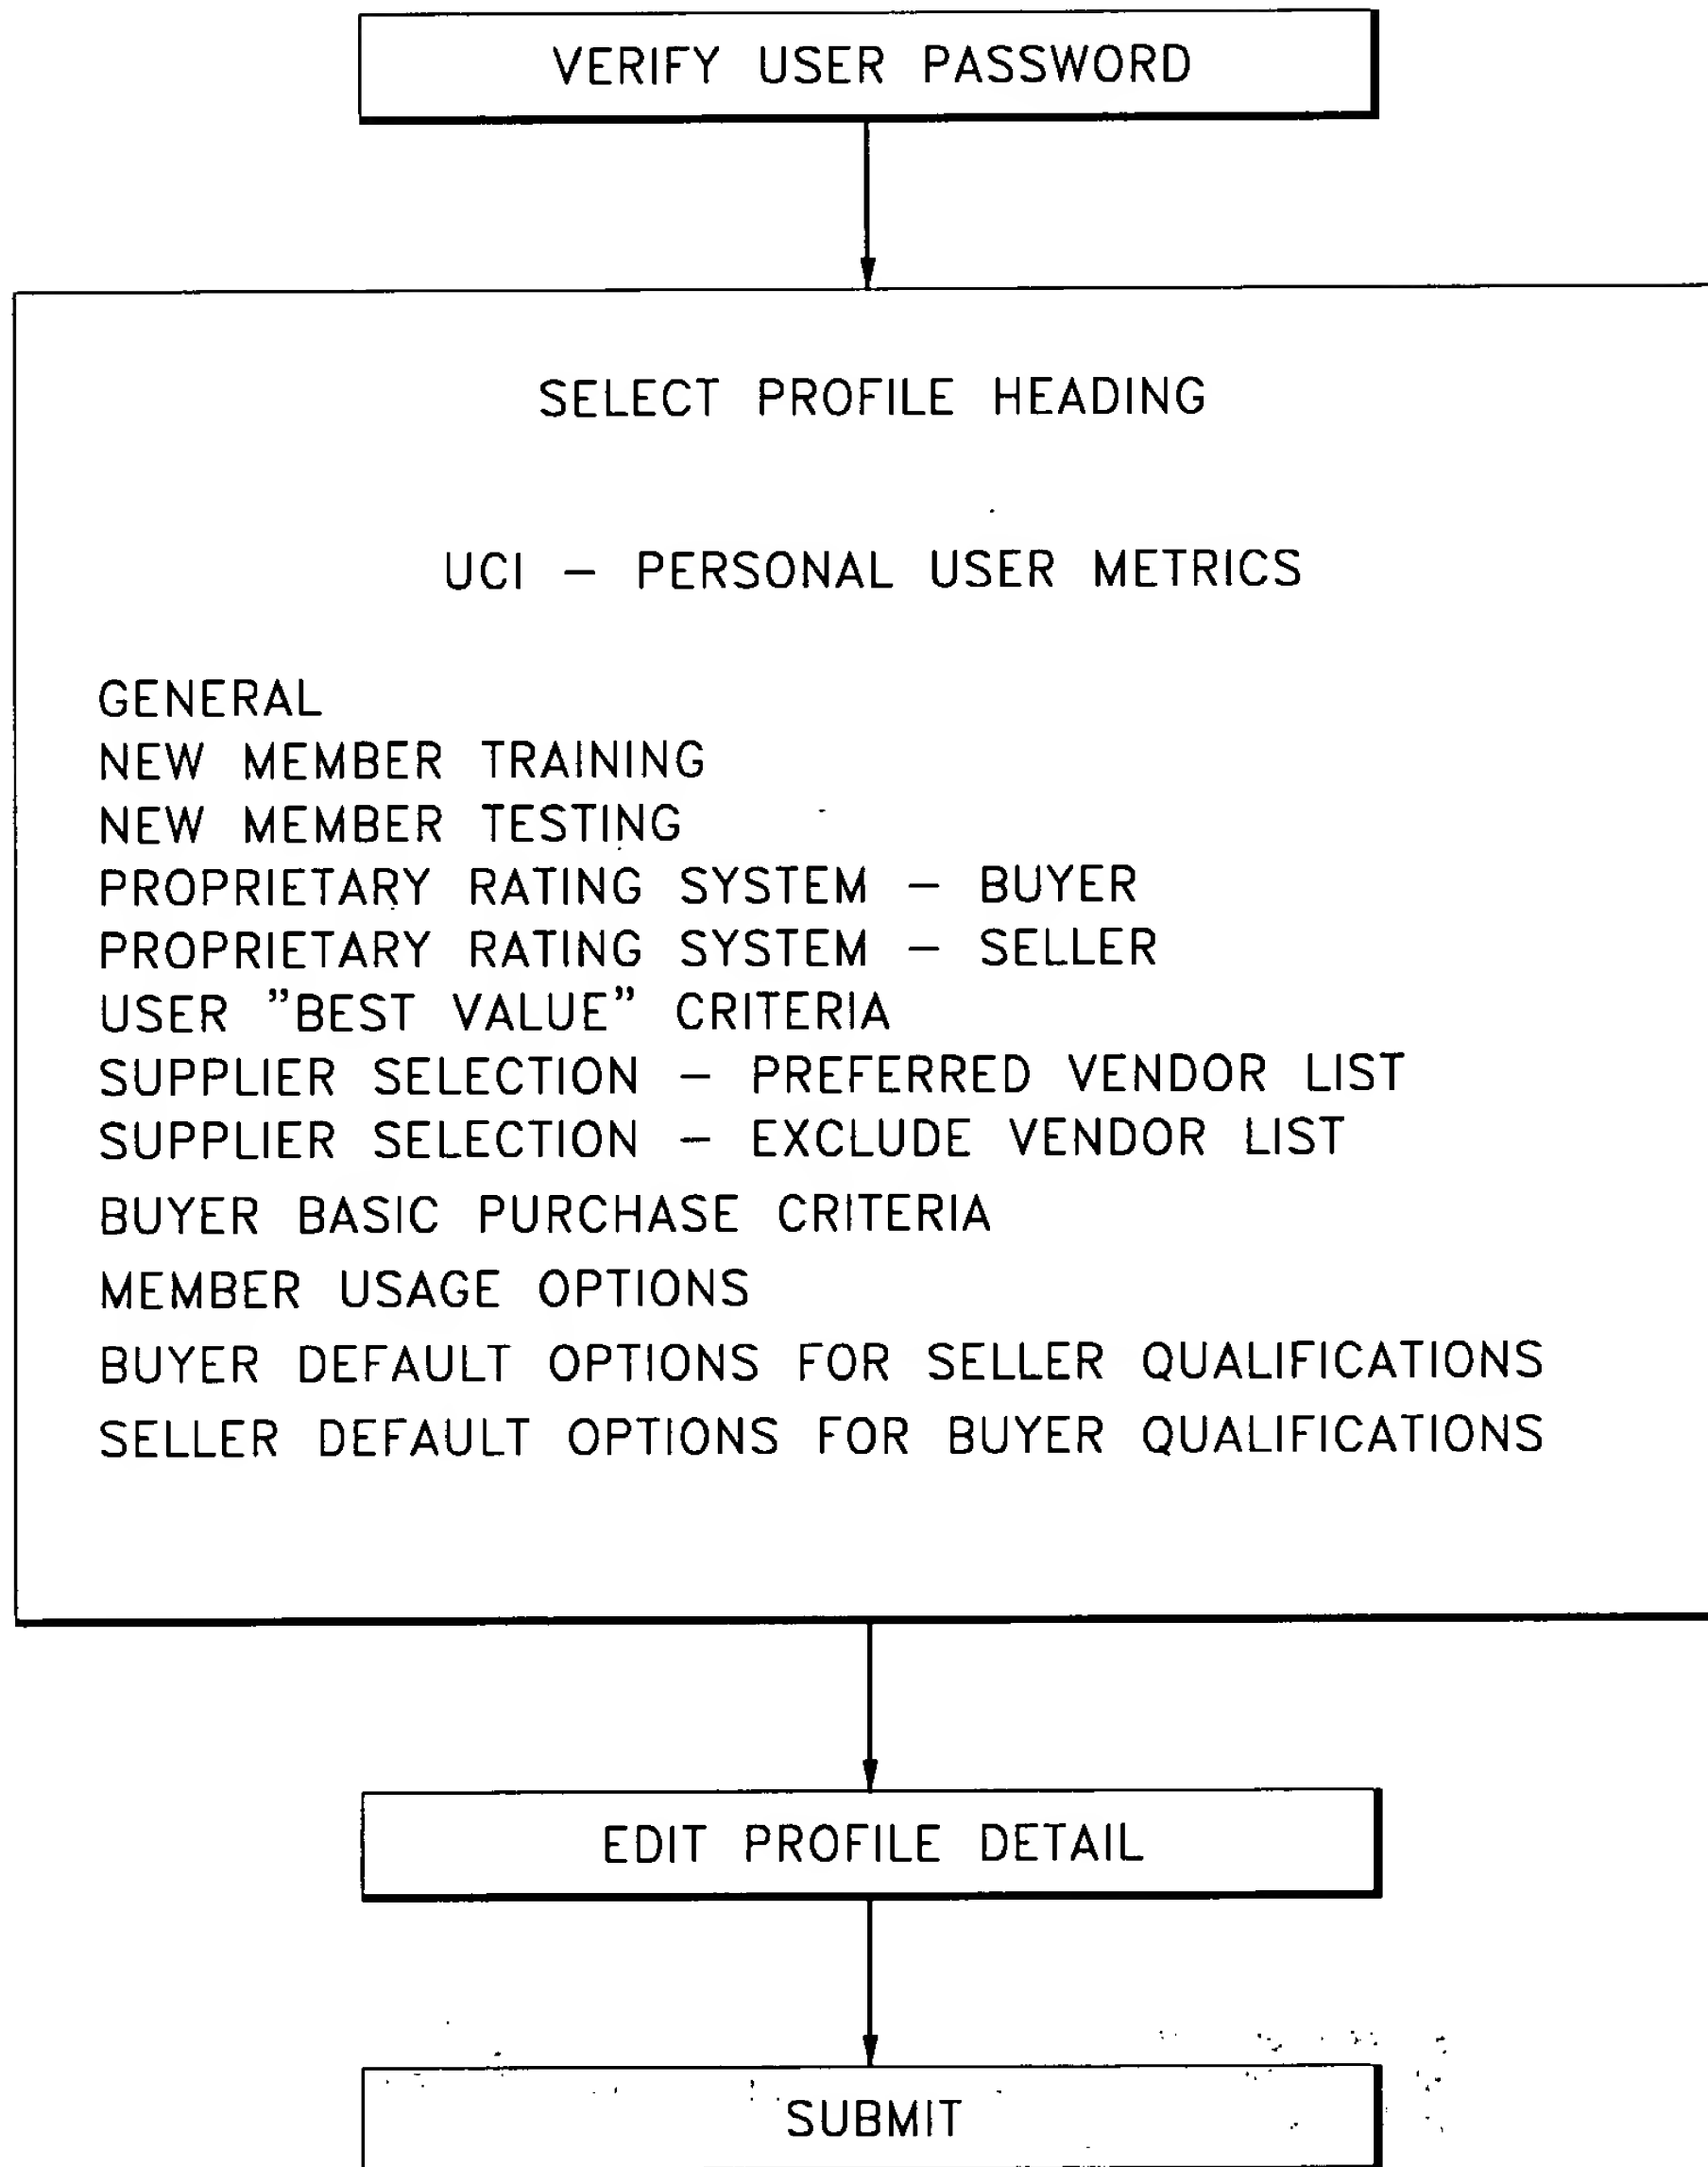 VERIFY USER PASSWORD
SELECT PROFILE HEADING
UCI – PERSONAL USER METRICS
GENERAL
NEW MEMBER TRAINING
NEW MEMBER TESTING
PROPRIETARY RATING SYSTEM – BUYER
PROPRIETARY RATING SYSTEM – SELLER
USER ”BEST VALUE” CRITERIA
SUPPLIER SELECTION – PREFERRED VENDOR LIST
SUPPLIER SELECTION – EXCLUDE VENDOR LIST
BUYER BASIC PURCHASE CRITERIA
MEMBER USAGE OPTIONS
BUYER DEFAULT OPTIONS FOR SELLER QUALIFICATIONS
SELLER DEFAULT OPTIONS FOR BUYER QUALIFICATIONS
EDIT PROFILE DETAIL
SUBMIT